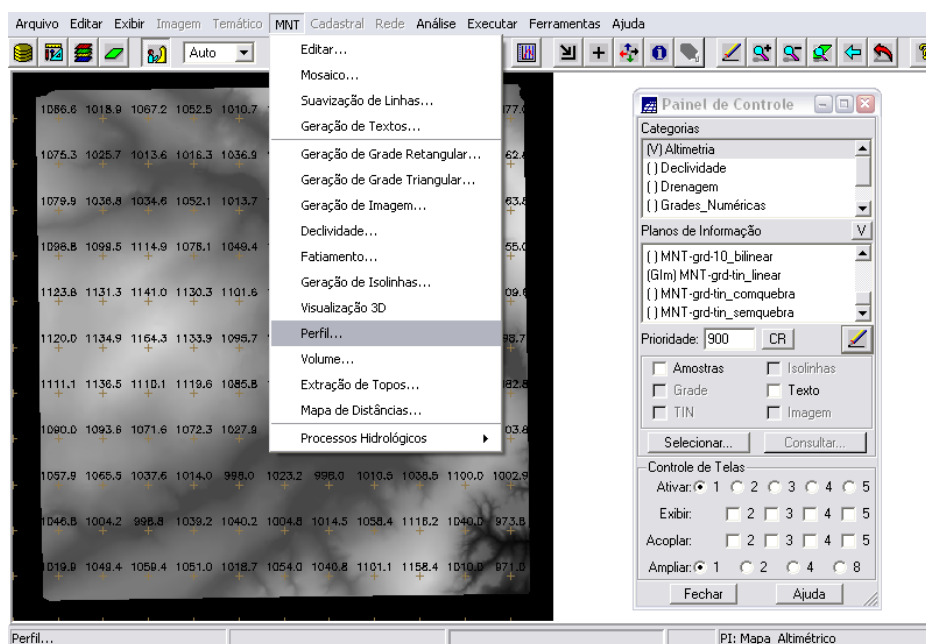 Arquivo Editar Exibir Imagem Temático MNT Cadastral Rede Análise Executar Ferramentas Ajuda
Auto
Editar...
Mosaico...
Suavização de Linhas...
Geração de Textos...
Geração de Grade Retangular...
Geração de Grade Triangular...
Geração de Imagem...
Declividade...
Fatiamento...
Geração de Isolinhas...
Visualização 3D
Perfil...
Volume...
Extração de Topos...
Mapa de Distâncias...
Processos Hidrológicos
1018.9 1067.2 1052.5 1010.7
1075.3 1025.7 1013.6 1016.3 1036.9
1079.9 1036.8 1034.6 1052.1 1013.7
1099.5 1114.9 1049.4
1123.8 1131.3 1141.0 1130.3 1101.6
1120.0 1134.9 1164.3 1133.9 1095.7
1111.1 1136.5 1110.1 1119.6 1085.8
1090.0 1093.6 1071.6 1072.3 1027.9
1057.9 1065.5 1037.6 1014.0 998.0 1023.2 998.0 1010.5 1038.5 1100.0 1002.9
1046.8 1004.2 998.8 1039.2 1040.2 1004.8 1014.5 1058.4 1040.0 973.8
1019.9 1049.4 1059.4 1051.0 1018.7 1054.0 1040.8 1101.1 1158.4 1010.0 971.0
Painel de Controle
Categorias
(V) Altimetria
( ) Declividade
( ) Drenagem
( ) Grades_Numéricas
Planos de Informação V
( ) MNT-grd-10_bilinear
(GIm) MNT-grd-tin_linear
( ) MNT-grd-tin_comquebra
( ) MNT-grd-tin_semquebra
Prioridade: 900 CR
Amostras Isolinhas
Grade Texto
TIN Imagem
Selecionar... Consultar...
Controle de Telas
Ativar: 1 2 3 4 5
Exibir: 2 3 4 5
Acoplar: 2 3 4 5
Ampliar: 1 2 4 8
Fechar Ajuda
Perfil... PI: Mapa_Altimétrico